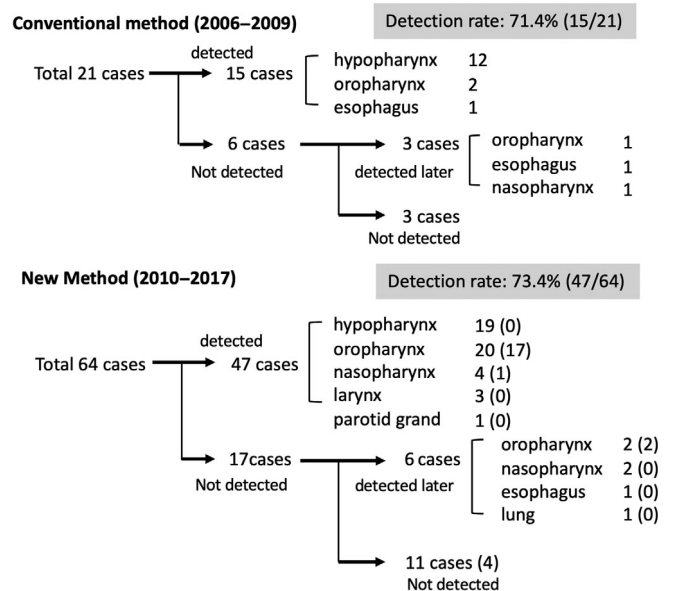 Conventional method (2006–2009)
Detection rate: 71.4% (15/21)
Total 21 cases
detected
15 cases
hypopharynx 12
oropharynx 2
esophagus 1
6 cases
Not detected
3 cases
detected later
oropharynx 1
esophagus 1
nasopharynx 1
3 cases
Not detected
New Method (2010–2017)
Detection rate: 73.4% (47/64)
Total 64 cases
detected
47 cases
hypopharynx 19 (0)
oropharynx 20 (17)
nasopharynx 4 (1)
larynx 3 (0)
parotid grand 1 (0)
17cases
Not detected
6 cases
detected later
oropharynx 2 (2)
nasopharynx 2 (0)
esophagus 1 (0)
lung 1 (0)
11 cases (4)
Not detected